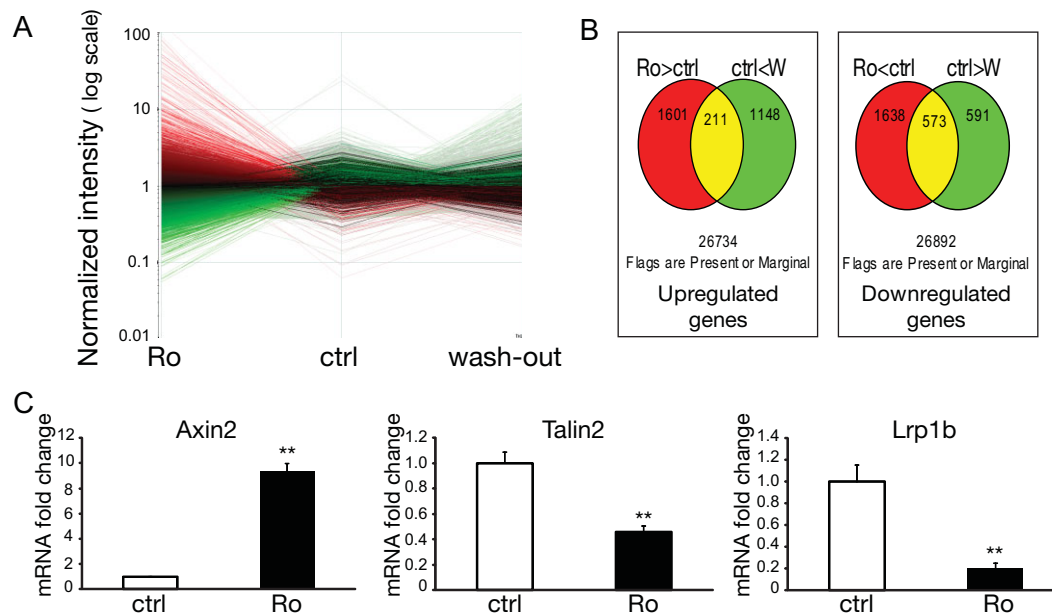 A
Normalized intensity ( log scale)
100
10
1
0.1
0.01
Ro
ctrl
wash-out
B
Ro>ctrl
ctrl<W
1601
211
1148
26734
Flags are Present or Marginal
Upregulated
genes
Ro<ctrl
ctrl>W
1638
573
591
26892
Flags are Present or Marginal
Downregulated
genes
C
Axin2
mRNA fold change
12
10
8
6
4
2
0
**
ctrl
Ro
Talin2
mRNA fold change
1.2
1.0
0.8
0.6
0.4
0.2
0
**
ctrl
Ro
Lrp1b
mRNA fold change
1.4
1.2
1.0
0.8
0.6
0.4
0.2
0
**
ctrl
Ro